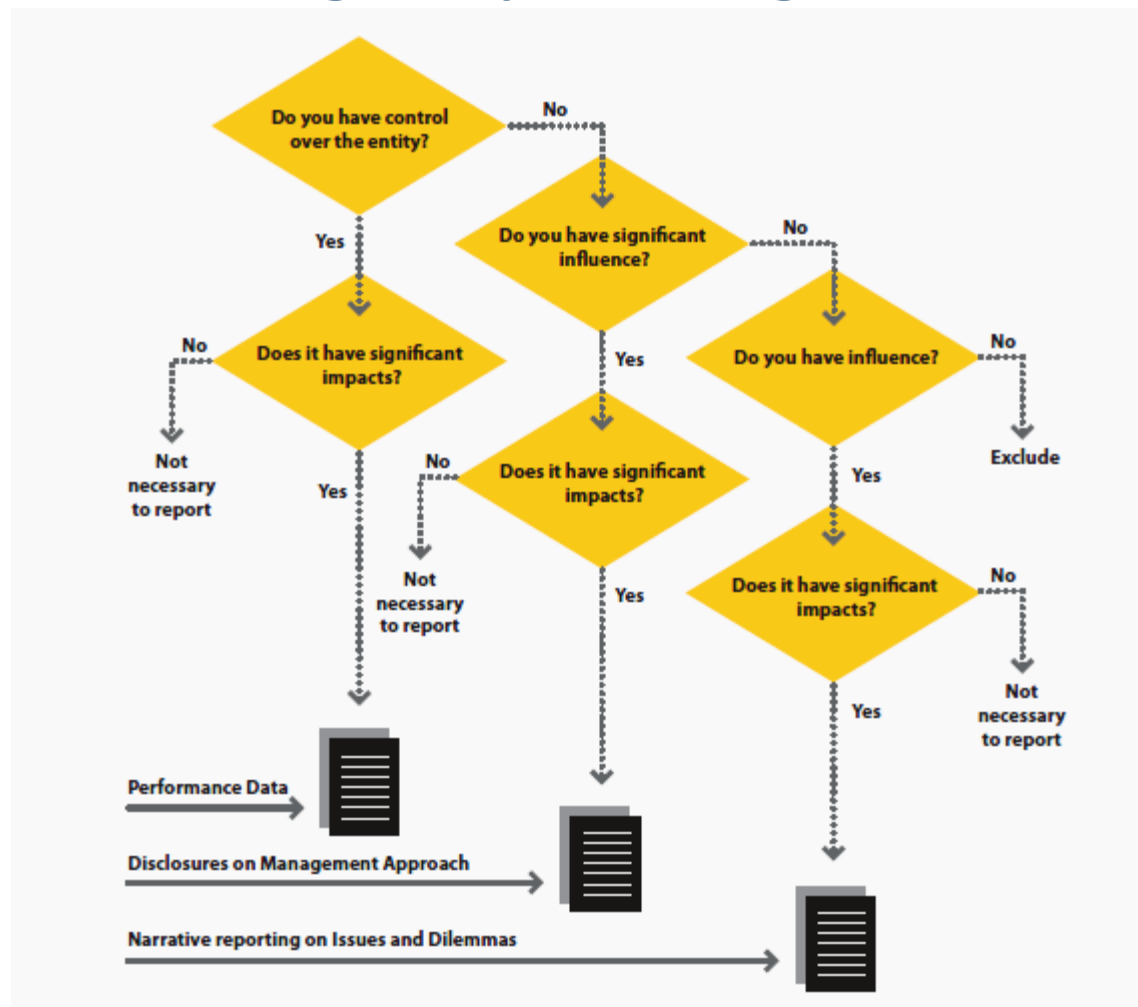 Do you have control
over the entity?
No
Yes
Do you have significant
influence?
No
No
Does it have significant
impacts?
Yes
Do you have influence?
No
Not
necessary
to report
Yes
No
Does it have significant
impacts?
Yes
Exclude
Not
necessary
to report
Yes
Does it have significant
impacts?
No
Yes
Not
necessary
to report
Performance Data
Disclosures on Management Approach
Narrative reporting on Issues and Dilemmas